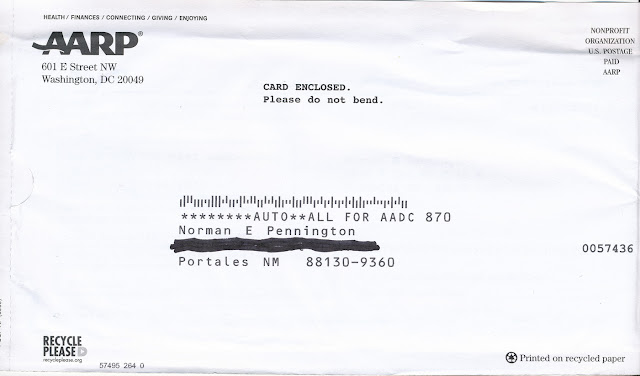 HEALTH / FINANCES / CONNECTING / GIVING / ENJOYING
AARP®
601 E Street NW
Washington, DC 20049
NONPROFIT
ORGANIZATION
U.S. POSTAGE
PAID
AARP
CARD ENCLOSED.
Please do not bend.
********AUTO**ALL FOR AADC 870
Norman E Pennington
Portales NM 88130-9360
0057436
RECYCLE
PLEASE
recycleplease.org
57495 264 0
Printed on recycled paper